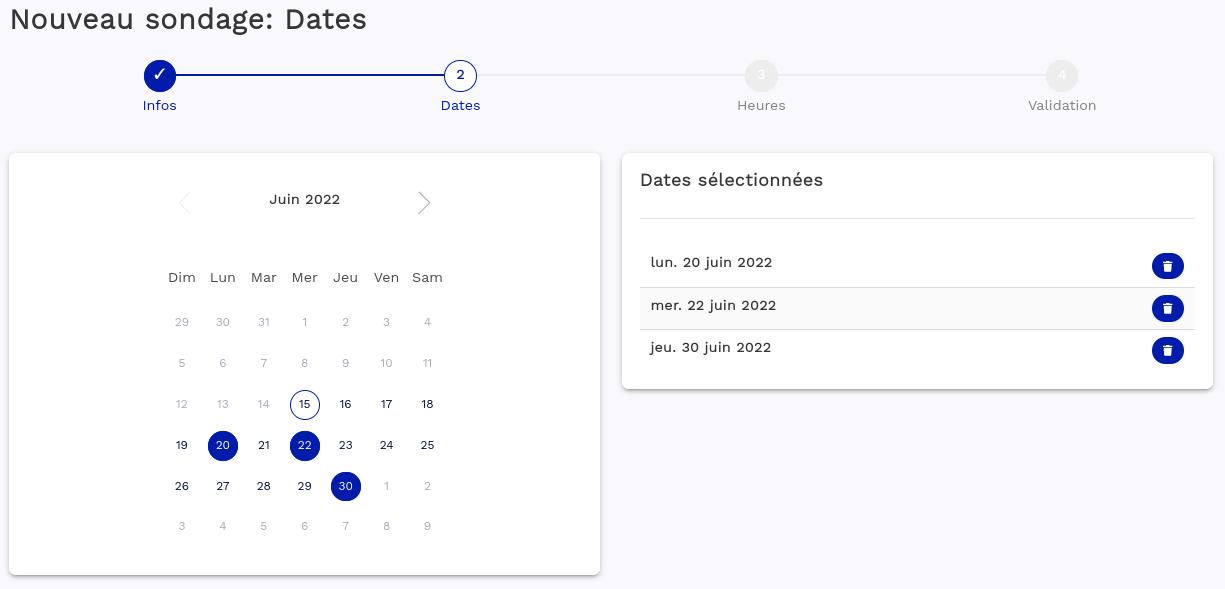 Nouveau sondage: Dates
✓ 2 3 4
Infos Dates Heures Validation
Juin 2022
Dim Lun Mar Mer Jeu Ven Sam
29 30 31 1 2 3 4
5 6 7 8 9 10 11
12 13 14 15 16 17 18
19 20 21 22 23 24 25
26 27 28 29 30 1 2
3 4 5 6 7 8 9
Dates sélectionnées
lun. 20 juin 2022
mer. 22 juin 2022
jeu. 30 juin 2022